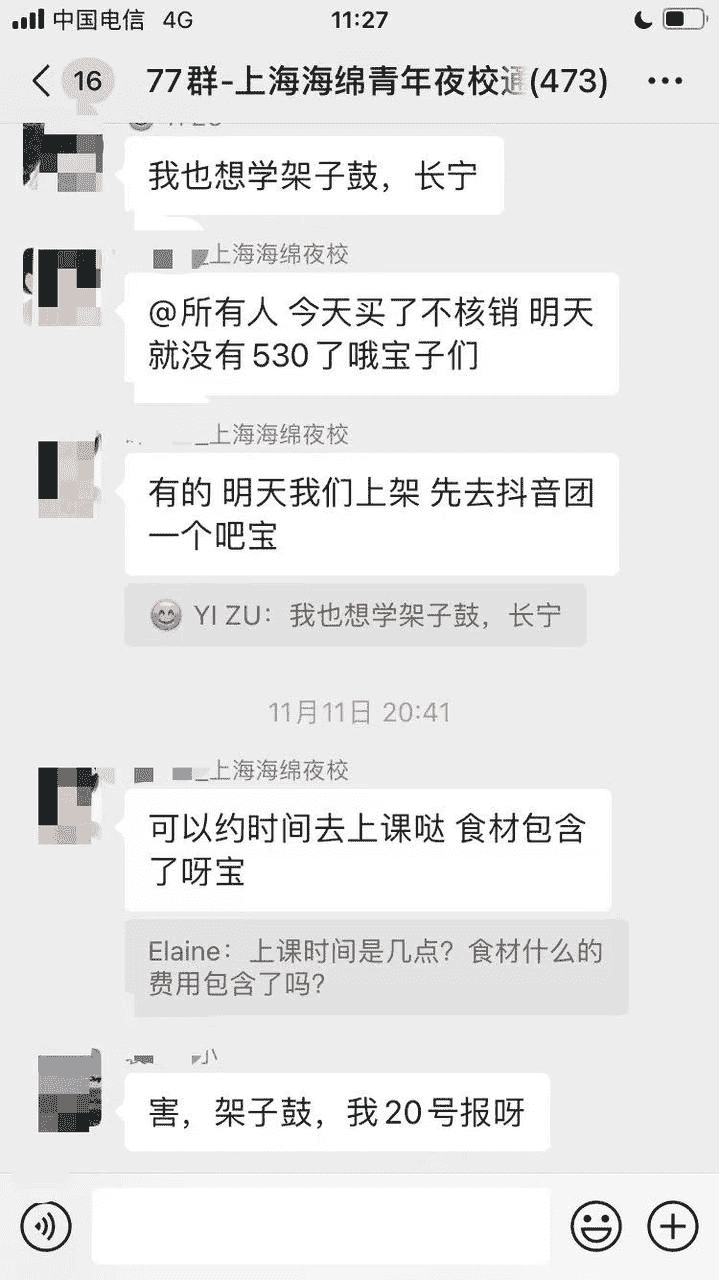 中国电信 4G 11:27
16 77群-上海海绵青年夜校通(473)
我也想学架子鼓，长宁
_上海海绵夜校
@所有人 今天买了不核销 明天
就没有530了哦宝子们
_上海海绵夜校
有的 明天我们上架 先去抖音团
一个吧宝
YI ZU：我也想学架子鼓，长宁
11月11日 20:41
_上海海绵夜校
可以约时间去上课哒 食材包含
了呀宝
Elaine：上课时间是几点？食材什么的
费用包含了吗？
小
害，架子鼓，我20号报呀